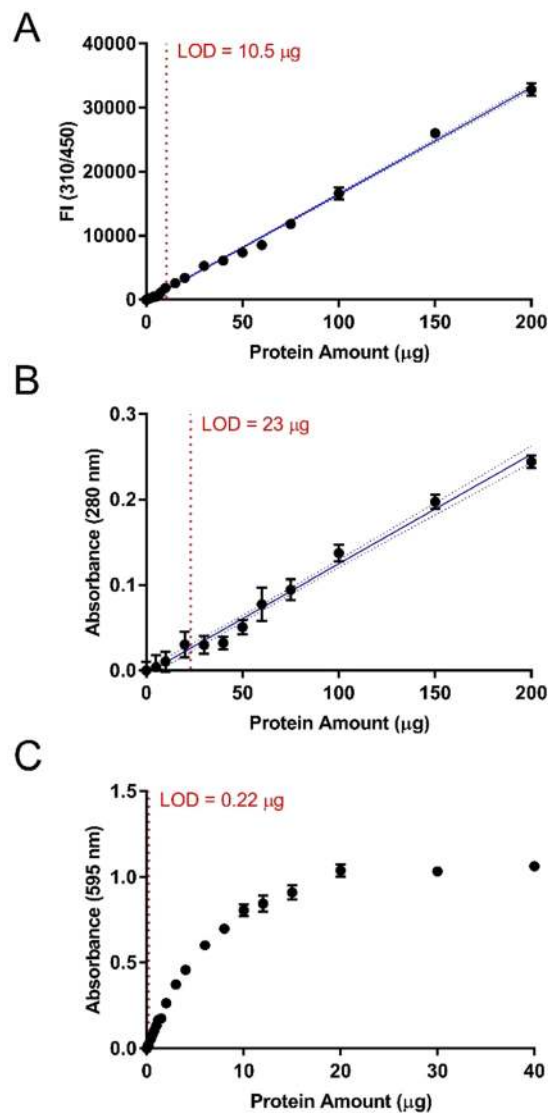 A
LOD = 10.5 µg
40000
30000
20000
10000
0
FI (310/450)
0 50 100 150 200
Protein Amount (µg)
B
LOD = 23 µg
0.3
0.2
0.1
0.0
Absorbance (280 nm)
0 50 100 150 200
Protein Amount (µg)
C
LOD = 0.22 µg
1.5
1.0
0.5
0.0
Absorbance (595 nm)
0 10 20 30 40
Protein Amount (µg)